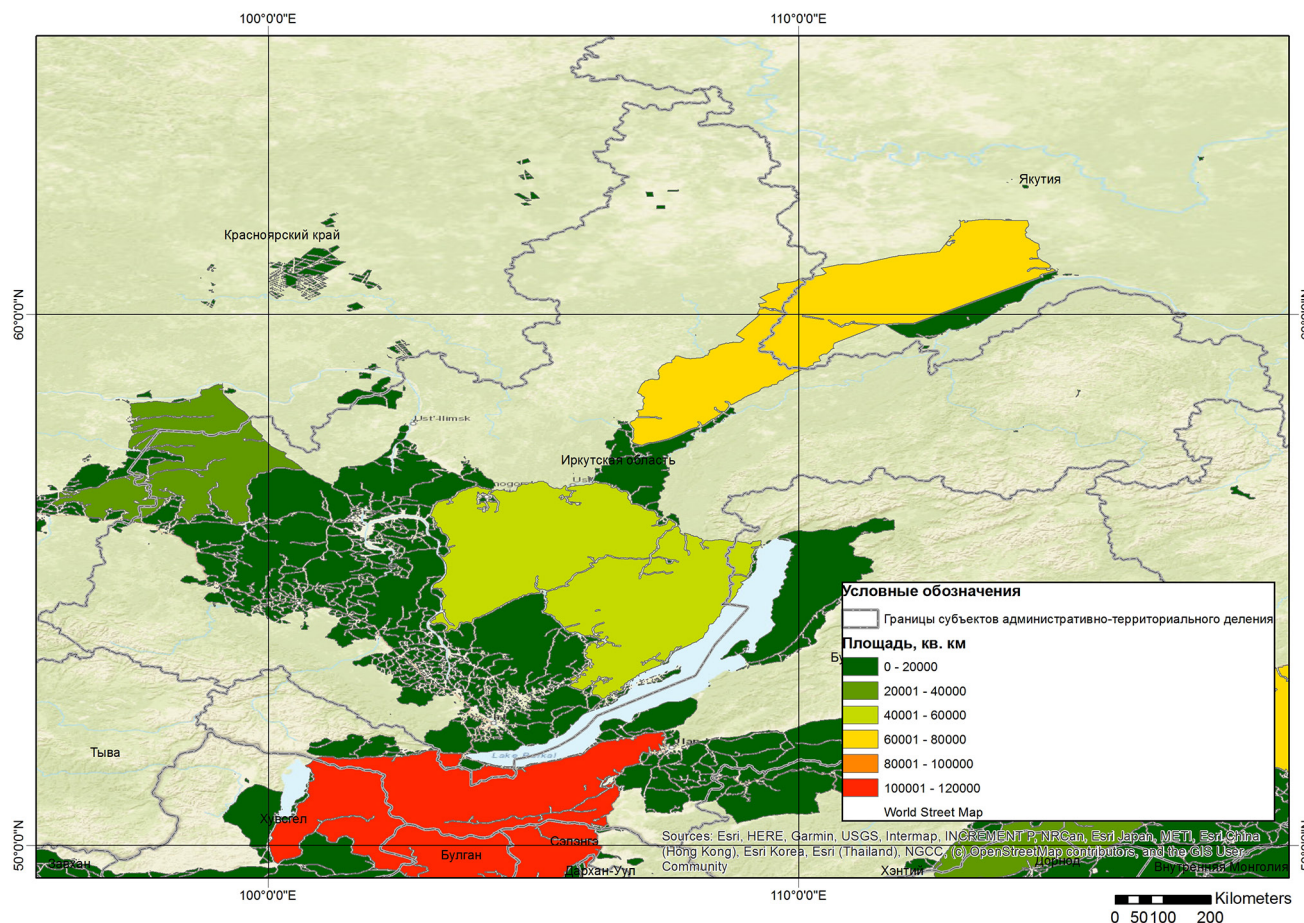 100°0'0"E
110°0'0"E
Якутия
Красноярский край
60°0'0"N
Ust'-Ilimsk
Иркутская область
Условные обозначения
Границы субъектов административно-территориального деления
Площадь, кв. км
0 - 20000
20001 - 40000
40001 - 60000
60001 - 80000
80001 - 100000
100001 - 120000
World Street Map
Тыва
Lake Baikal
Хувсгел
Завхан
Булган
Сэлэнгэ
Дархан-Уул
Хэнтий
Дорнод
Внутренняя Монголия
50°0'0"N
Sources: Esri, HERE, Garmin, USGS, Intermap, INCREMENT P, NRCan, Esri Japan, METI, Esri China
(Hong Kong), Esri Korea, Esri (Thailand), NGCC, (c) OpenStreetMap contributors, and the GIS User
Community
100°0'0"E
110°0'0"E
Kilometers
0 50 100 200